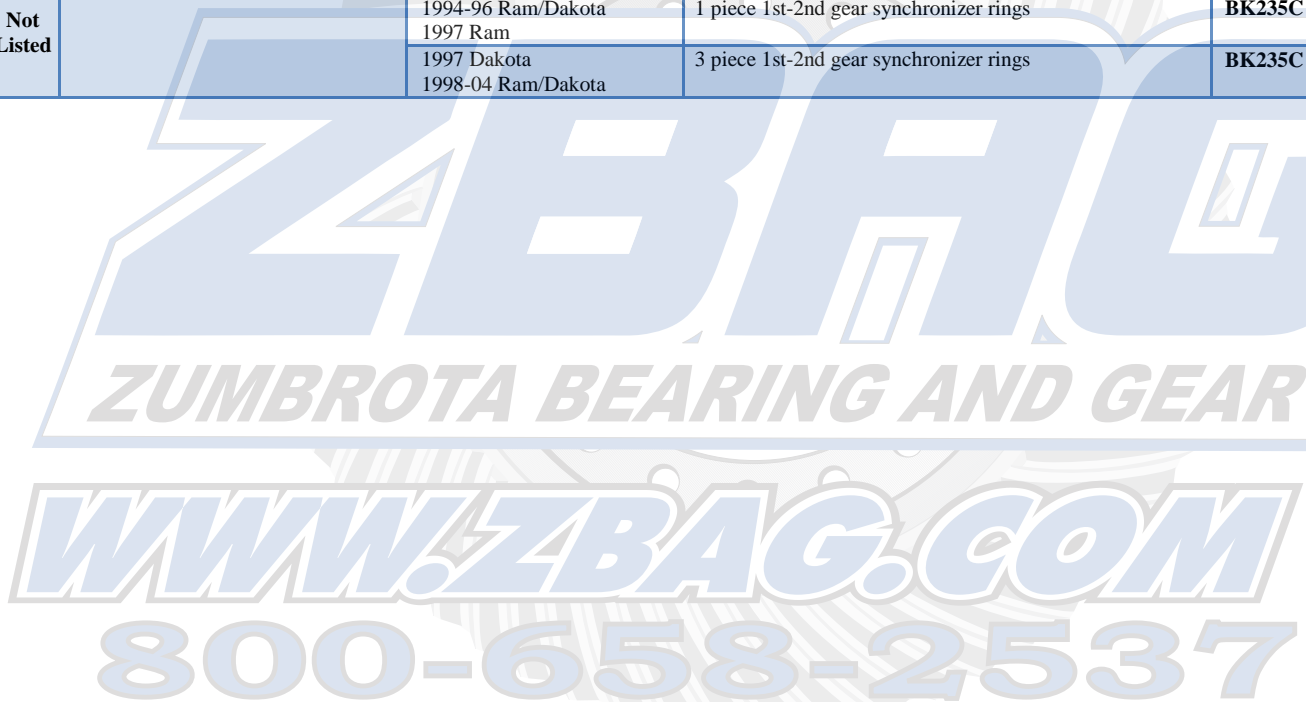 1994-96 Ram/Dakota 1 piece 1st-2nd gear synchronizer rings BK235C
Not 1997 Ram
Listed
1997 Dakota 3 piece 1st-2nd gear synchronizer rings BK235C
1998-04 Ram/Dakota
ZBAG
ZUMBROTA BEARING AND GEAR
WWW.ZBAG.COM
800-658-2537